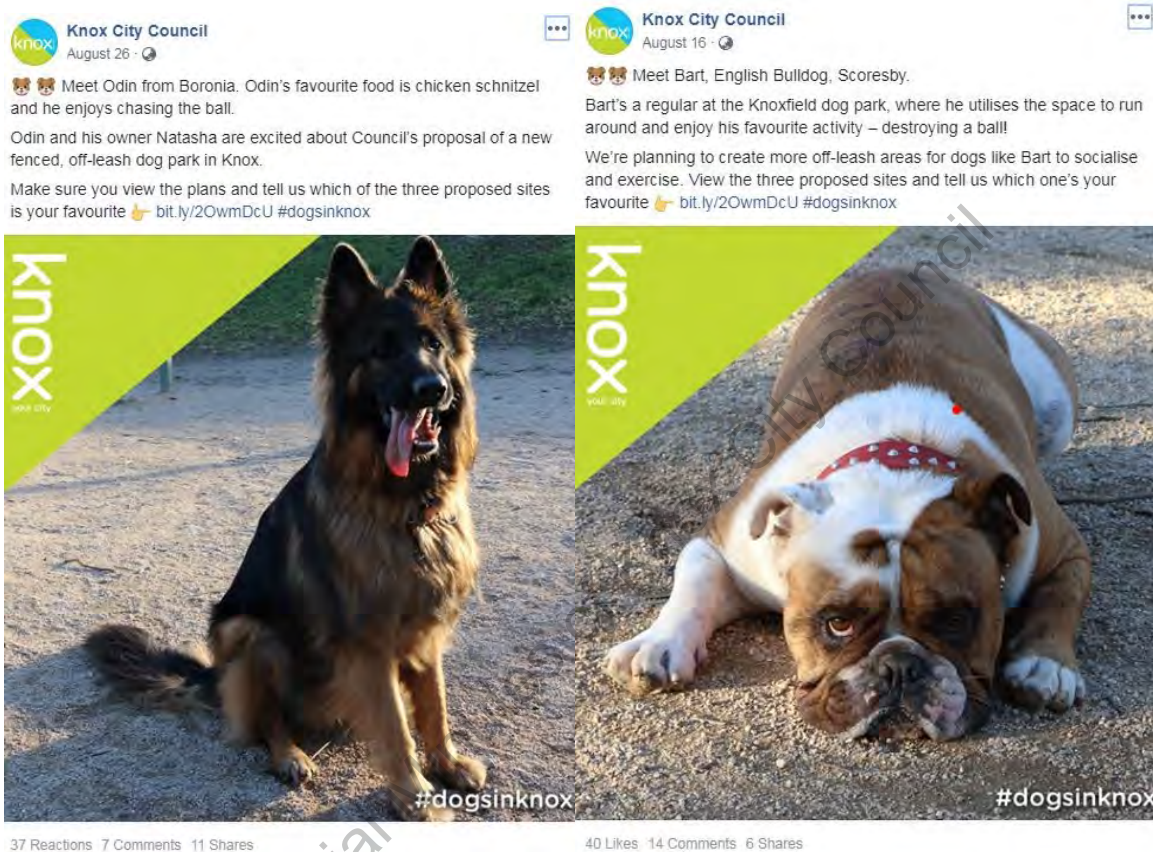 Knox City Council
August 26 ·
Meet Odin from Boronia. Odin's favourite food is chicken schnitzel
and he enjoys chasing the ball.
Odin and his owner Natasha are excited about Council's proposal of a new
fenced, off-leash dog park in Knox.
Make sure you view the plans and tell us which of the three proposed sites
is your favourite 👉 bit.ly/2OwmDcU #dogsinknox
knox
your city
#dogsinknox
37 Reactions 7 Comments 11 Shares
knox
Knox City Council
August 16 ·
Meet Bart, English Bulldog, Scoresby.
Bart's a regular at the Knoxfield dog park, where he utilises the space to run
around and enjoy his favourite activity – destroying a ball!
We're planning to create more off-leash areas for dogs like Bart to socialise
and exercise. View the three proposed sites and tell us which one's your
favourite 👉 bit.ly/2OwmDcU #dogsinknox
knox
your city
#dogsinknox
40 Likes 14 Comments 6 Shares
knox
City Council